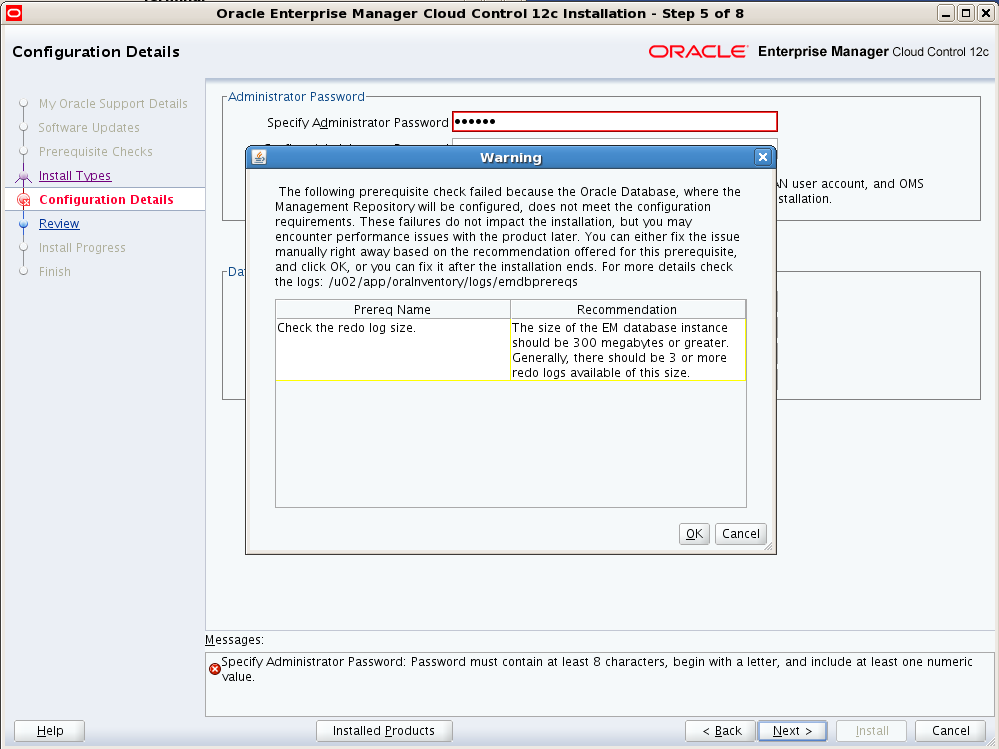 Oracle Enterprise Manager Cloud Control 12c Installation - Step 5 of 8
Configuration Details
ORACLE Enterprise Manager Cloud Control 12c
My Oracle Support Details
Software Updates
Prerequisite Checks
Install Types
Configuration Details
Review
Install Progress
Finish
Administrator Password
Specify Administrator Password
AN user account, and OMS
stallation.
Dat
Warning
The following prerequisite check failed because the Oracle Database, where the
Management Repository will be configured, does not meet the configuration
requirements. These failures do not impact the installation, but you may
encounter performance issues with the product later. You can either fix the issue
manually right away based on the recommendation offered for this prerequisite,
and click OK, or you can fix it after the installation ends. For more details check
the logs: /u02/app/oraInventory/logs/emdbprereqs
Prereq Name
Recommendation
Check the redo log size.
The size of the EM database instance
should be 300 megabytes or greater.
Generally, there should be 3 or more
redo logs available of this size.
OK
Cancel
Messages:
Specify Administrator Password: Password must contain at least 8 characters, begin with a letter, and include at least one numeric
value.
Help
Installed Products
< Back
Next >
Install
Cancel